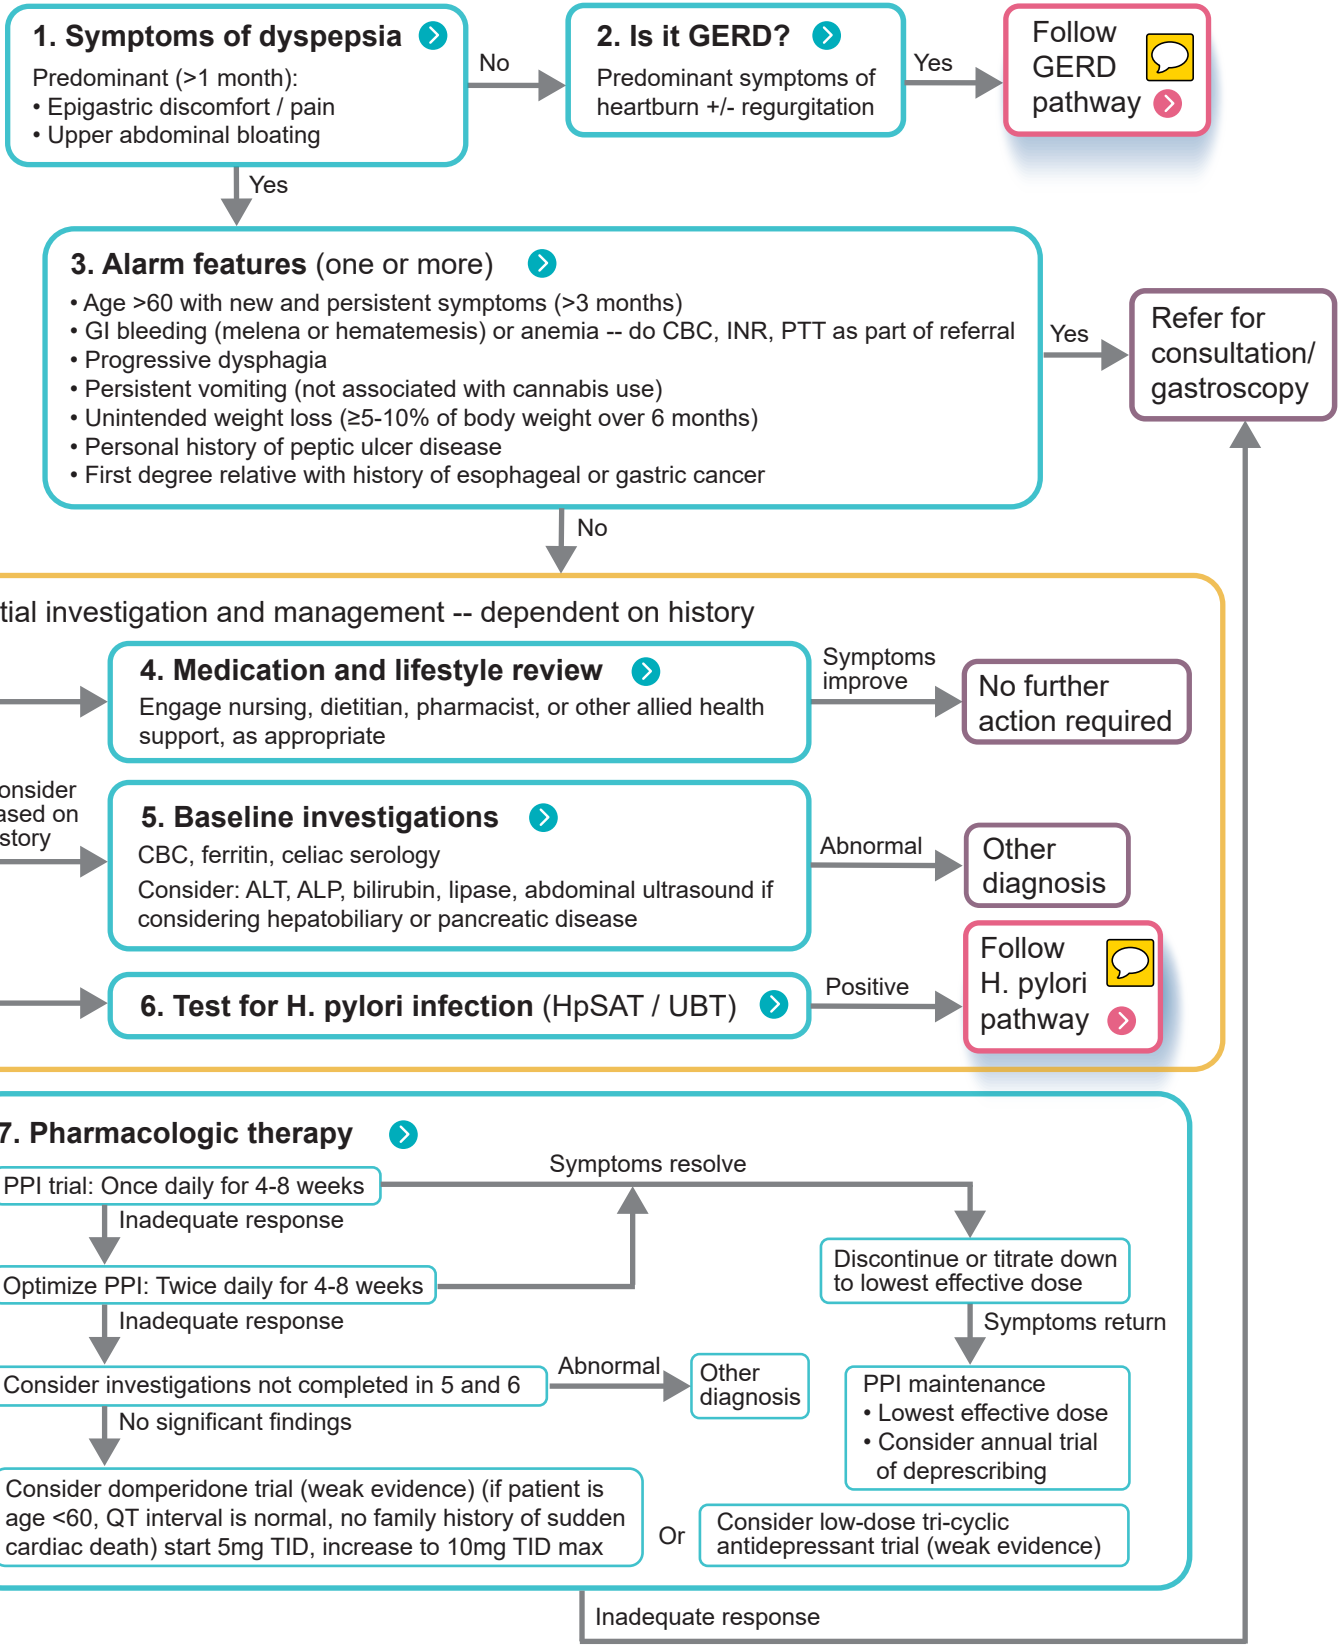 1. Symptoms of dyspepsia
Predominant (>1 month):
• Epigastric discomfort / pain
• Upper abdominal bloating
No
2. Is it GERD?
Predominant symptoms of
heartburn +/- regurgitation
Yes
Follow
GERD
pathway
Yes
3. Alarm features (one or more)
• Age >60 with new and persistent symptoms (>3 months)
• GI bleeding (melena or hematemesis) or anemia -- do CBC, INR, PTT as part of referral
• Progressive dysphagia
• Persistent vomiting (not associated with cannabis use)
• Unintended weight loss (≥5-10% of body weight over 6 months)
• Personal history of peptic ulcer disease
• First degree relative with history of esophageal or gastric cancer
Yes
Refer for
consultation/
gastroscopy
No
tial investigation and management -- dependent on history
4. Medication and lifestyle review
Engage nursing, dietitian, pharmacist, or other allied health
support, as appropriate
Symptoms
improve
No further
action required
onsider
ased on
story
5. Baseline investigations
CBC, ferritin, celiac serology
Consider: ALT, ALP, bilirubin, lipase, abdominal ultrasound if
considering hepatobiliary or pancreatic disease
Abnormal
Other
diagnosis
6. Test for H. pylori infection (HpSAT / UBT)
Positive
Follow
H. pylori
pathway
7. Pharmacologic therapy
PPI trial: Once daily for 4-8 weeks
Symptoms resolve
Inadequate response
Optimize PPI: Twice daily for 4-8 weeks
Discontinue or titrate down
to lowest effective dose
Inadequate response
Symptoms return
Consider investigations not completed in 5 and 6
Abnormal
Other
diagnosis
PPI maintenance
• Lowest effective dose
• Consider annual trial
of deprescribing
No significant findings
Consider domperidone trial (weak evidence) (if patient is
age <60, QT interval is normal, no family history of sudden
cardiac death) start 5mg TID, increase to 10mg TID max
Or
Consider low-dose tri-cyclic
antidepressant trial (weak evidence)
Inadequate response